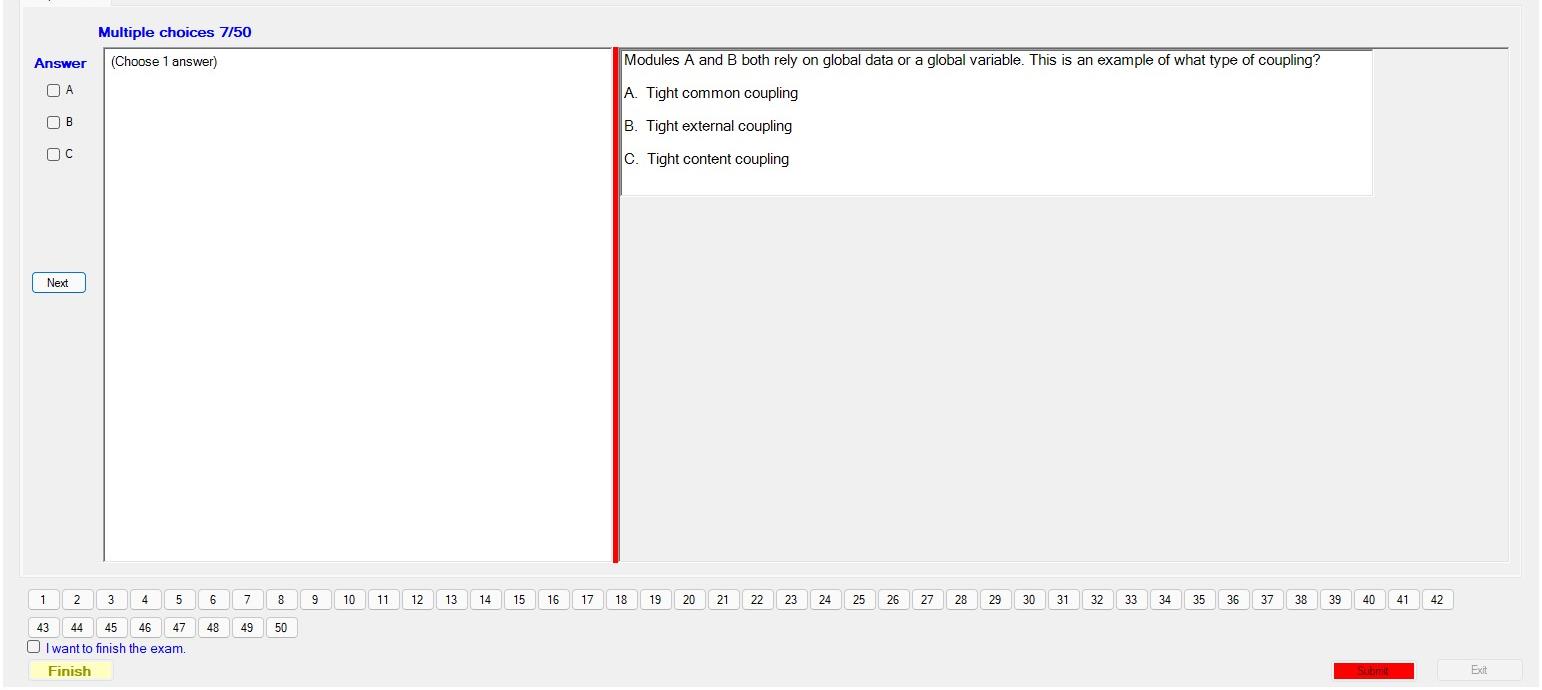 Multiple choices 7/50
Answer
(Choose 1 answer)
A
B
C
Next
Modules A and B both rely on global data or a global variable. This is an example of what type of coupling?
A. Tight common coupling
B. Tight external coupling
C. Tight content coupling
1 2 3 4 5 6 7 8 9 10 11 12 13 14 15 16 17 18 19 20 21 22 23 24 25 26 27 28 29 30 31 32 33 34 35 36 37 38 39 40 41 42
43 44 45 46 47 48 49 50
I want to finish the exam.
Finish
Submit
Exit